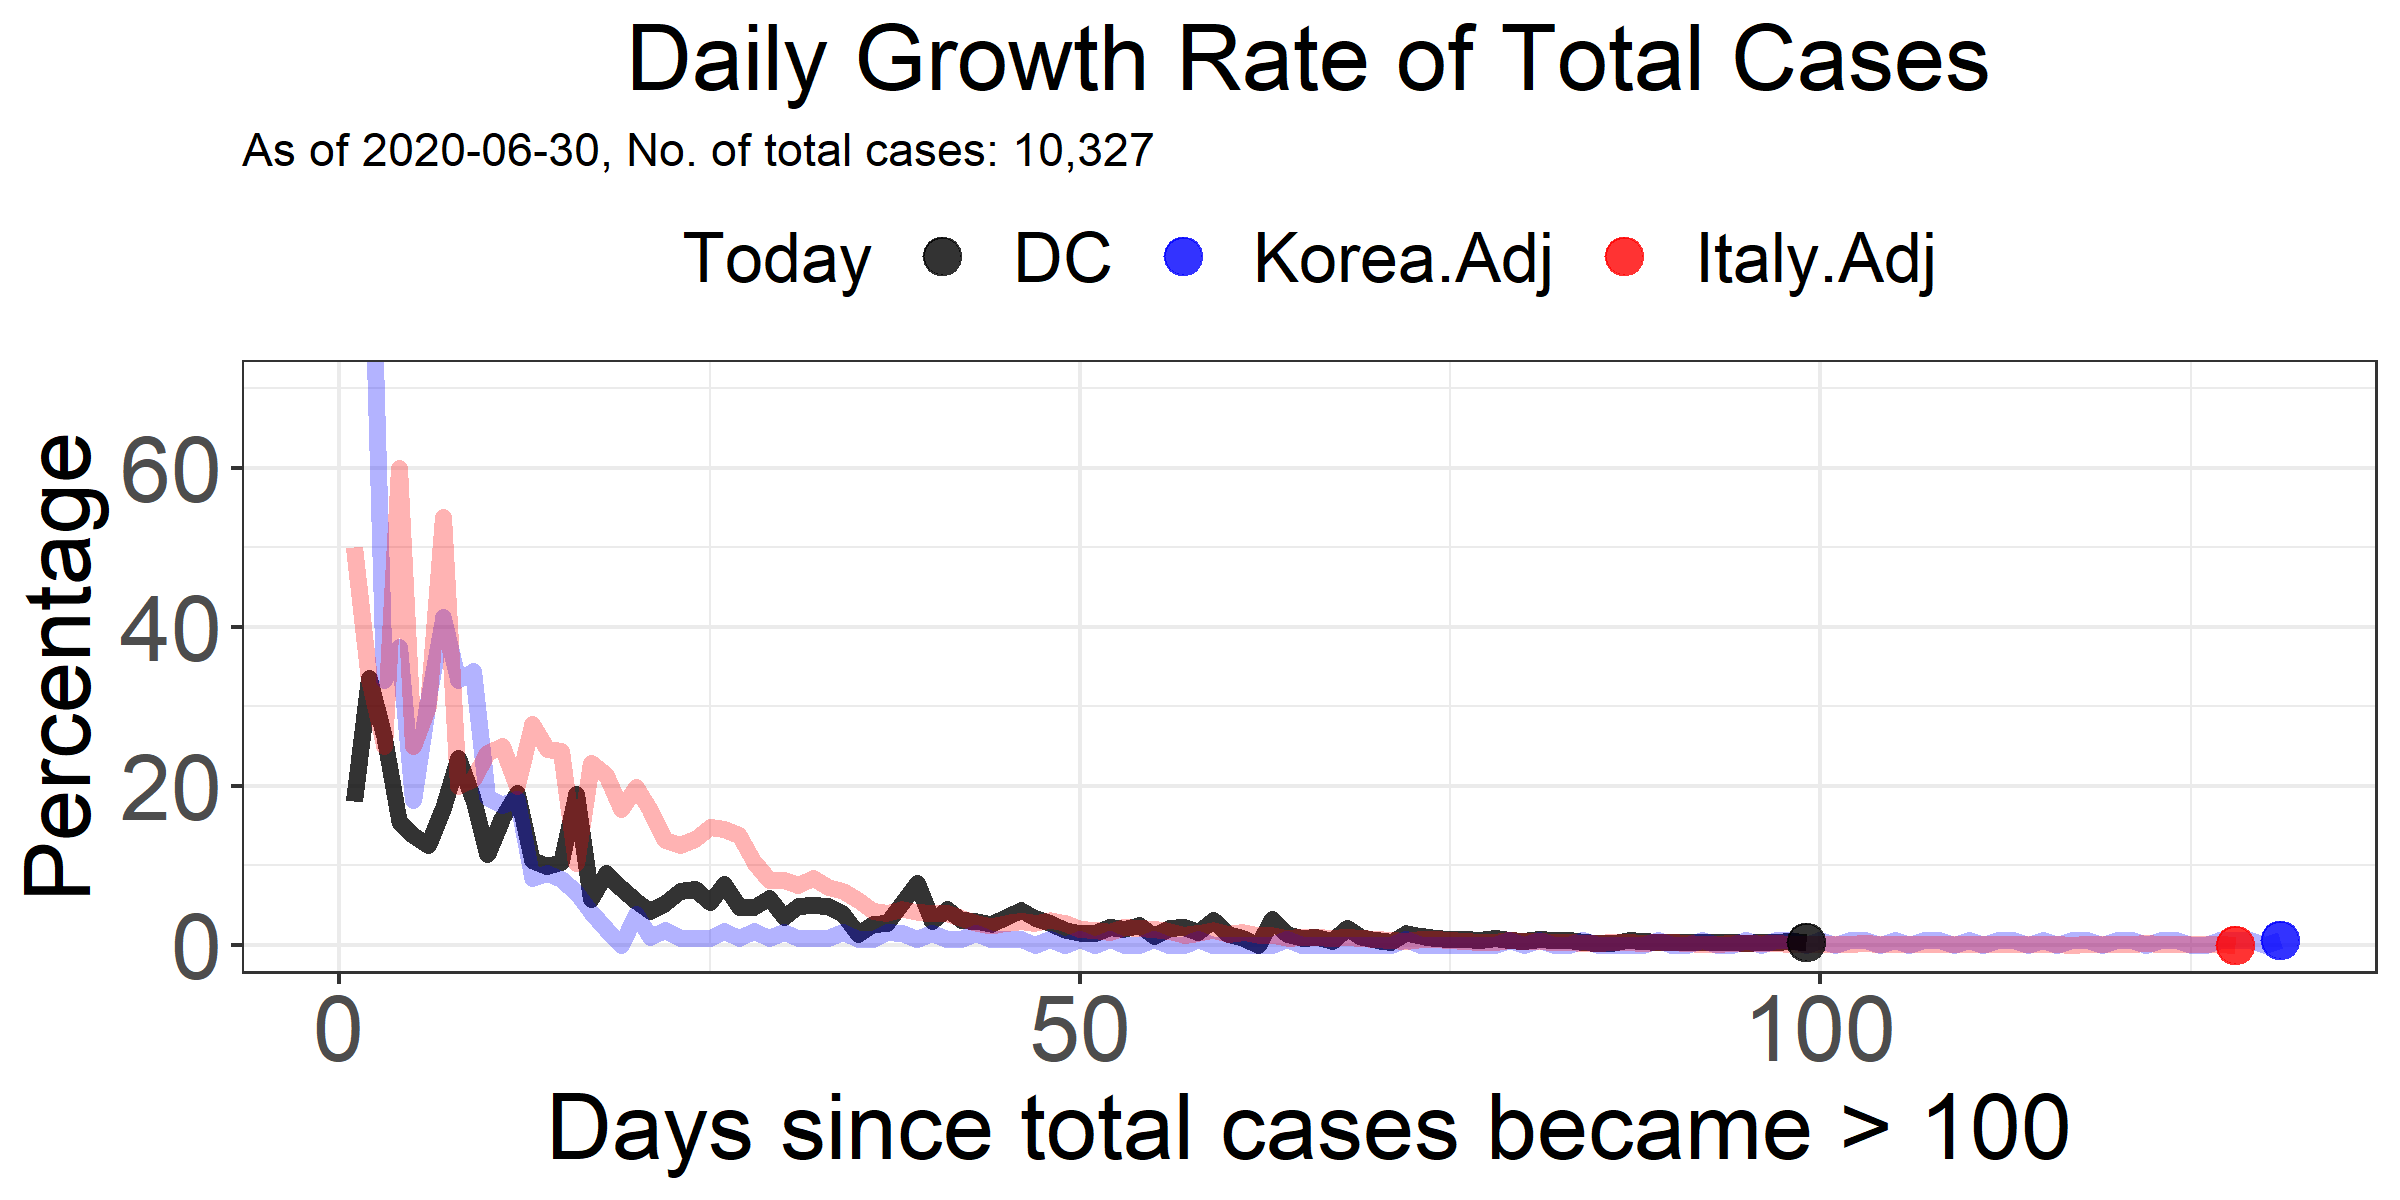 Daily Growth Rate of Total Cases
As of 2020-06-30, No. of total cases: 10,327
Today DC Korea.Adj Italy.Adj
Percentage
60
40
20
0
0 50 100
Days since total cases became > 100